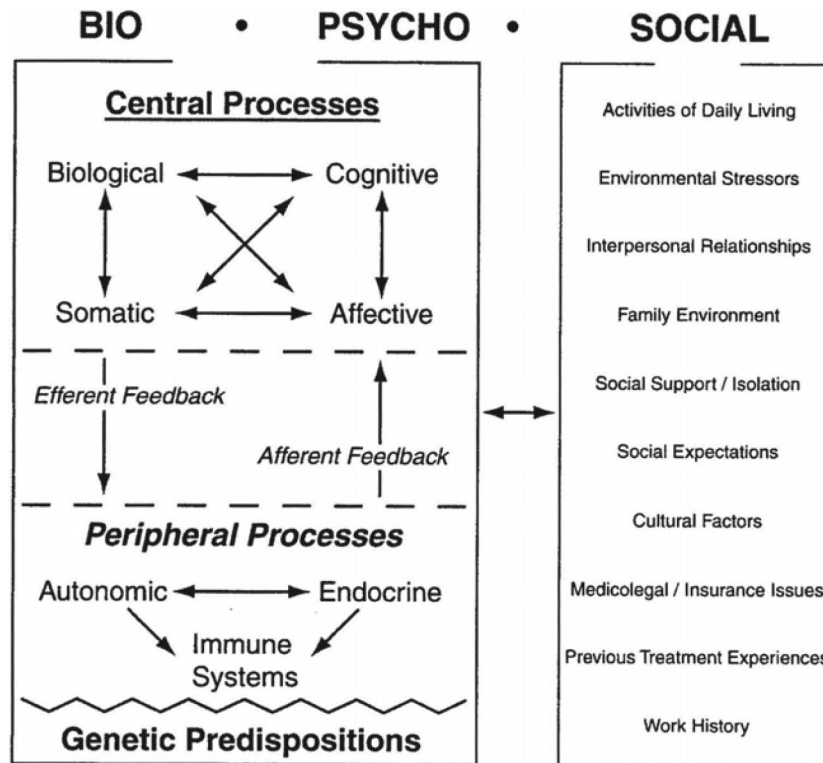 BIO • PSYCHO • SOCIAL
Central Processes
Biological Cognitive
Somatic Affective
Efferent Feedback
Afferent Feedback
Peripheral Processes
Autonomic Endocrine
Immune
Systems
Genetic Predispositions
Activities of Daily Living
Environmental Stressors
Interpersonal Relationships
Family Environment
Social Support / Isolation
Social Expectations
Cultural Factors
Medicolegal / Insurance Issues
Previous Treatment Experiences
Work History